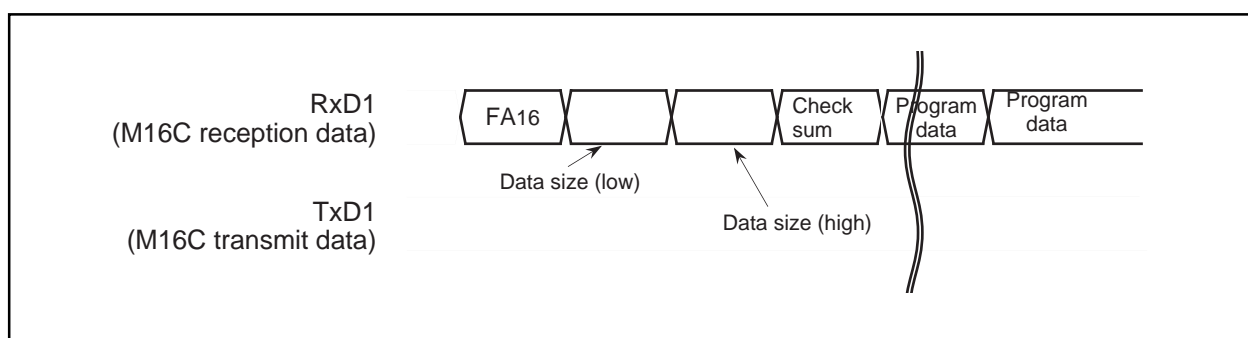 RxD1
(M16C reception data)
FA16
Check
sum
Program
data
Program
data
Data size (low)
Data size (high)
TxD1
(M16C transmit data)